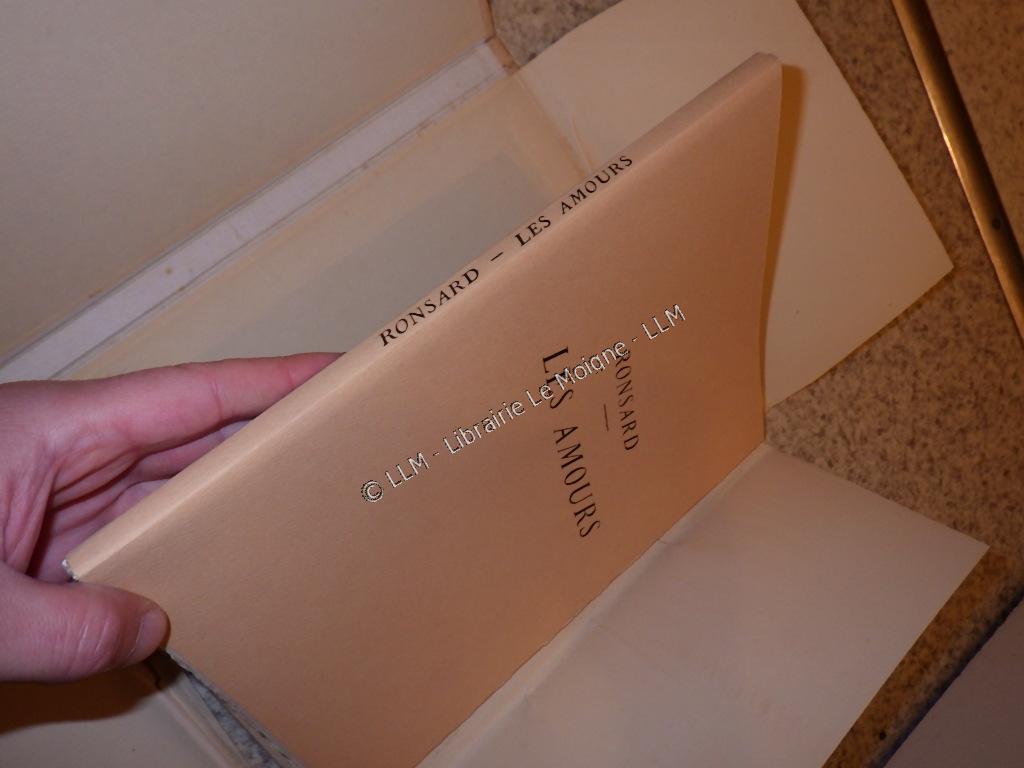 RONSARD – LES AMOURS
RONSARD
LES AMOURS
© LLM - Librairie Le Moigne - LLM